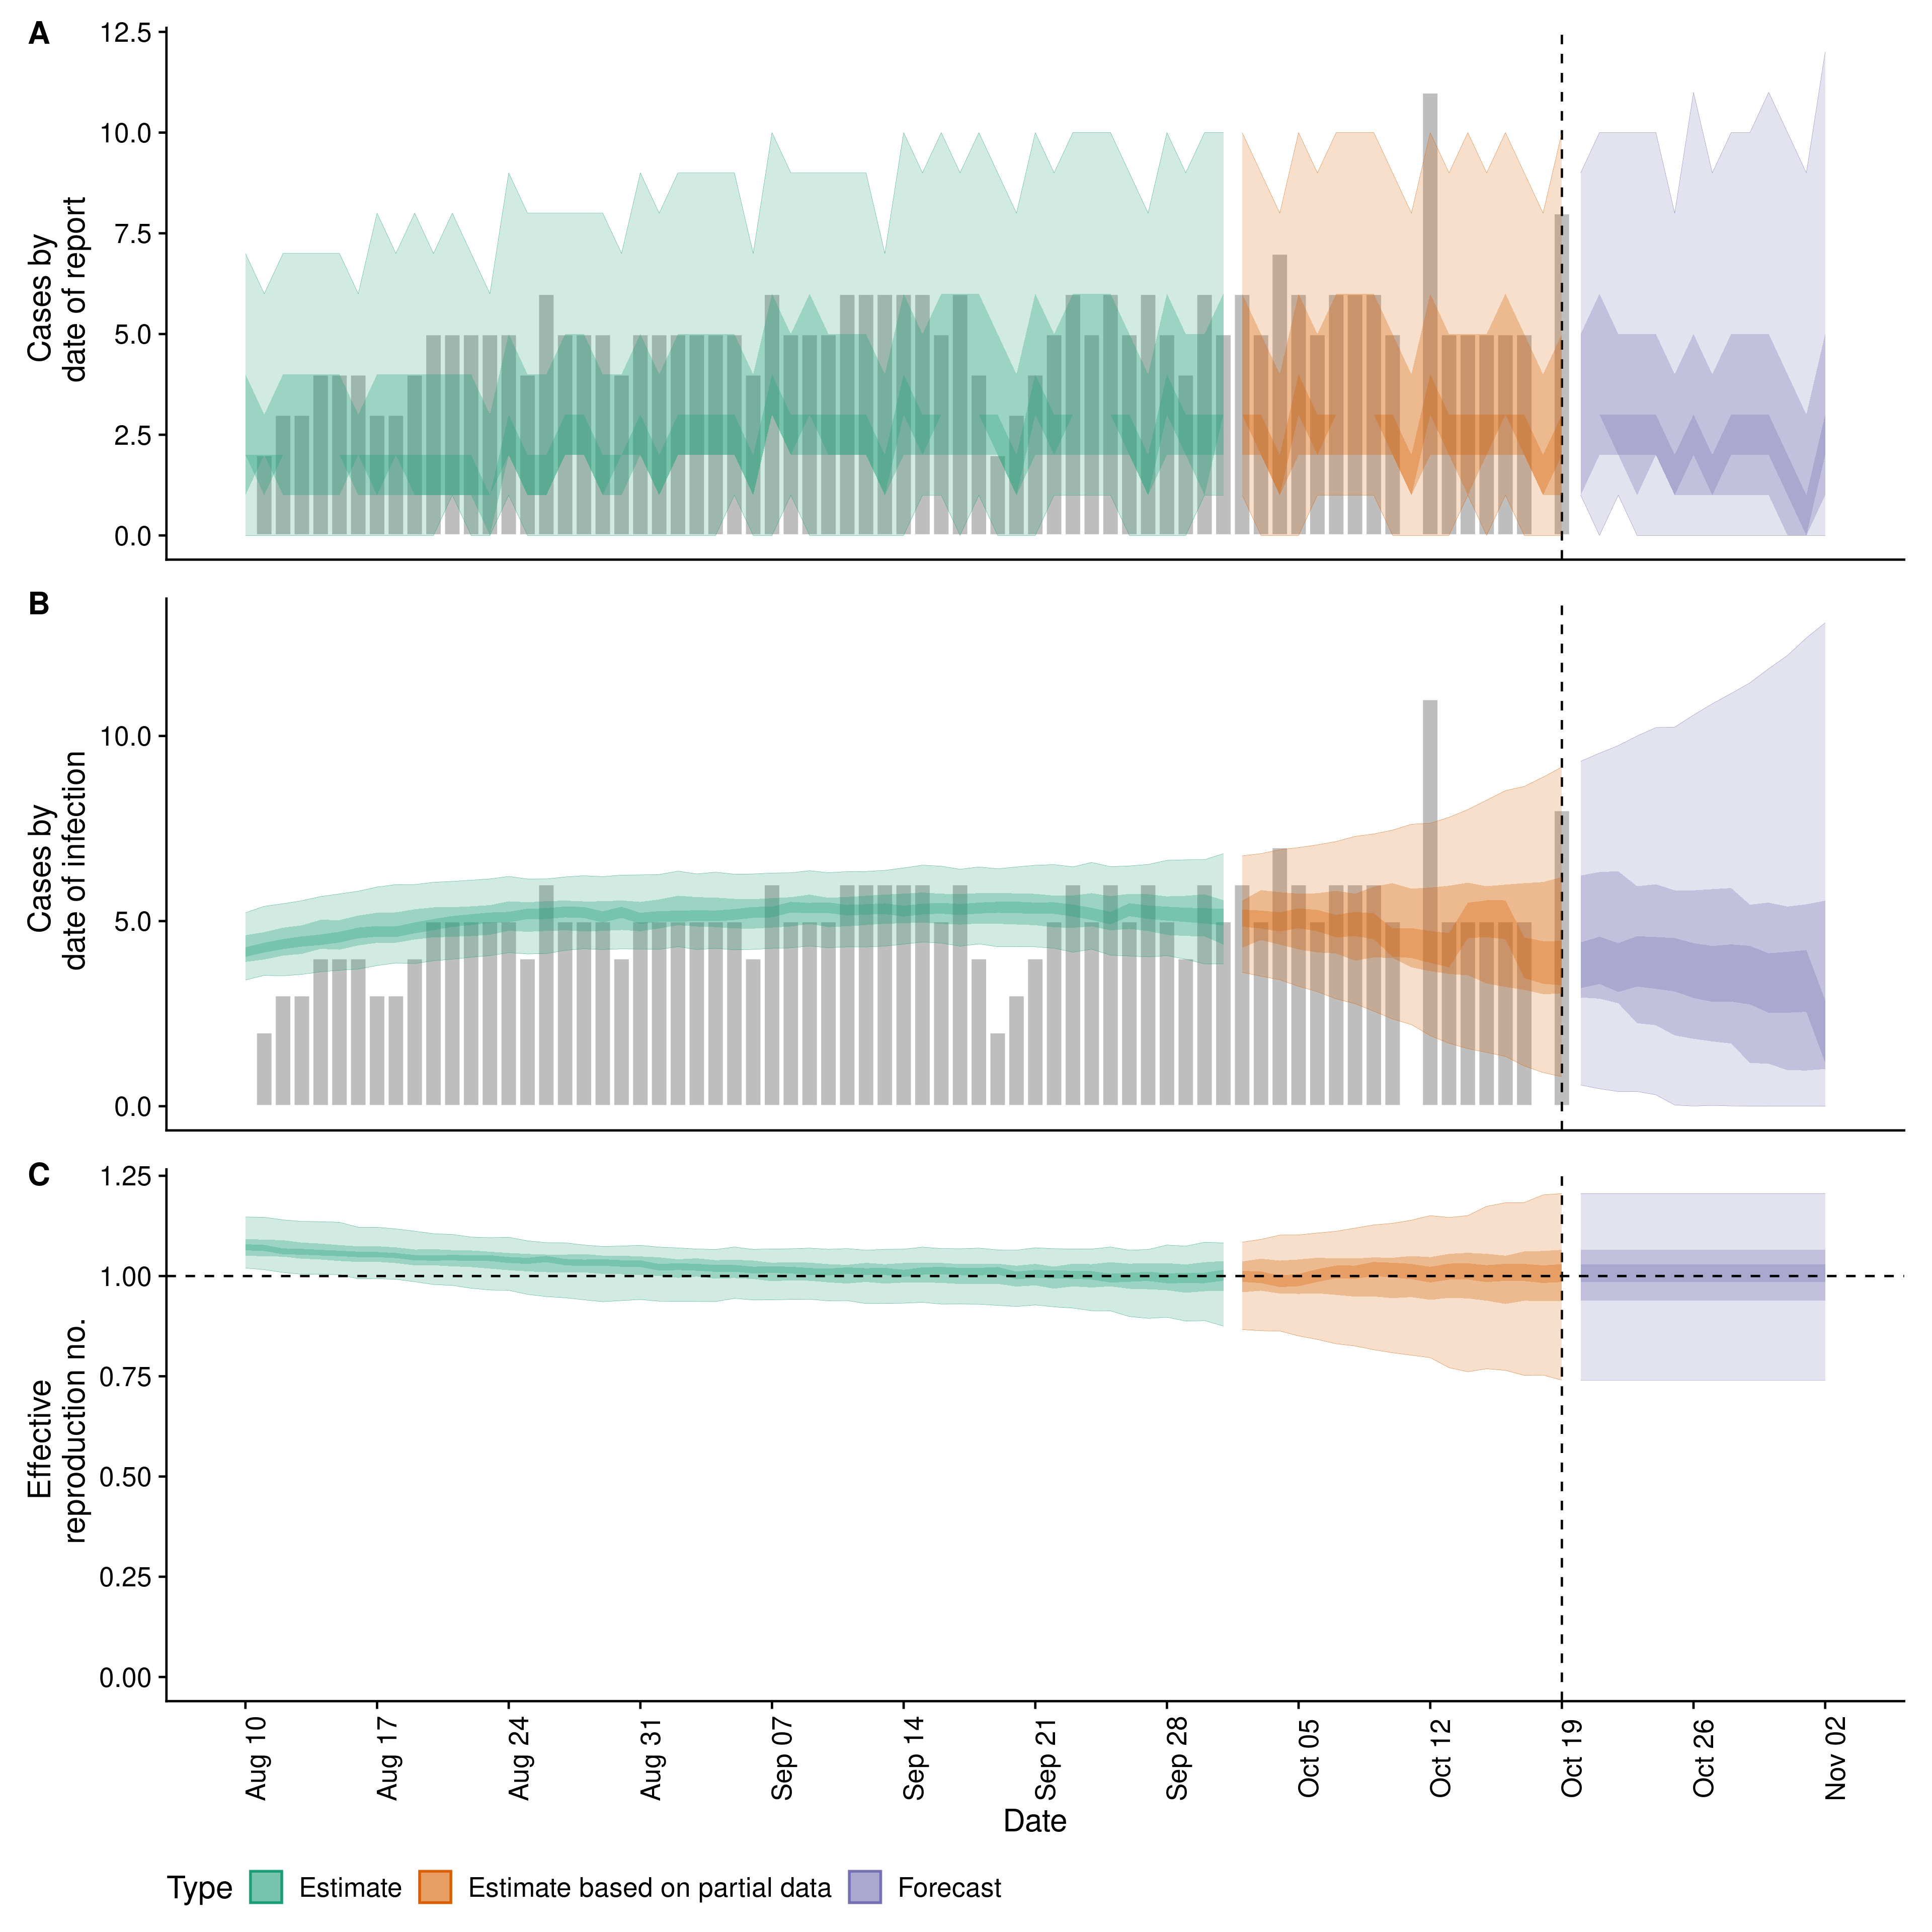 A
12.5
10.0
7.5
5.0
2.5
0.0
Cases by
date of report
B
10.0
5.0
0.0
Cases by
date of infection
C
1.25
1.00
0.75
0.50
0.25
0.00
Effective
reproduction no.
Aug 10
Aug 17
Aug 24
Aug 31
Sep 07
Sep 14
Sep 21
Sep 28
Oct 05
Oct 12
Oct 19
Oct 26
Nov 02
Date
Type Estimate Estimate based on partial data Forecast